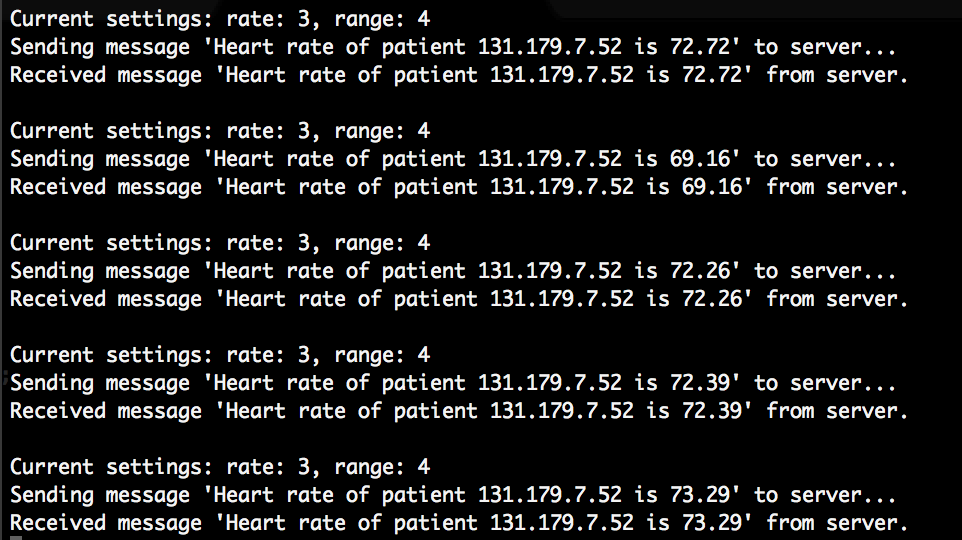 Current settings: rate: 3, range: 4
Sending message 'Heart rate of patient 131.179.7.52 is 72.72' to server...
Received message 'Heart rate of patient 131.179.7.52 is 72.72' from server.
Current settings: rate: 3, range: 4
Sending message 'Heart rate of patient 131.179.7.52 is 69.16' to server...
Received message 'Heart rate of patient 131.179.7.52 is 69.16' from server.
Current settings: rate: 3, range: 4
Sending message 'Heart rate of patient 131.179.7.52 is 72.26' to server...
Received message 'Heart rate of patient 131.179.7.52 is 72.26' from server.
Current settings: rate: 3, range: 4
Sending message 'Heart rate of patient 131.179.7.52 is 72.39' to server...
Received message 'Heart rate of patient 131.179.7.52 is 72.39' from server.
Current settings: rate: 3, range: 4
Sending message 'Heart rate of patient 131.179.7.52 is 73.29' to server...
Received message 'Heart rate of patient 131.179.7.52 is 73.29' from server.